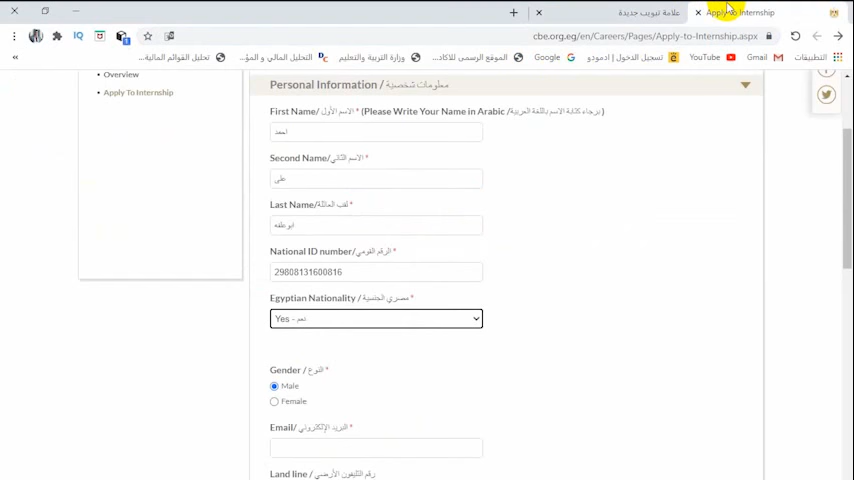 علامة تبويب جديدة
Apply To Internship
cbe.org.eg/en/Careers/Pages/Apply-to-Internship.aspx
التطبيقات
Gmail
YouTube
تسجيل الدخول | ادمودو
Google
الموقع الرسمى للاكاد...
وزارة التربية والتعليم
التحليل المالي و المؤ...
تحليل القوائم المالية...
• Overview
• Apply To Internship
Personal Information / معلومات شخصية
First Name/ الاسم الأول * (Please Write Your Name in Arabic /برجاء كتابة الاسم باللغة العربية )
احمد
Second Name/الاسم الثاني *
على
Last Name/لقب العائلة *
National ID number/الرقم القومي *
29808131600816
Egyptian Nationality / مصري الجنسية *
Yes - نعم
Gender / النوع *
Male
Female
Email/ البريد الإلكتروني *
Land line / رقم التليفون الأرضي